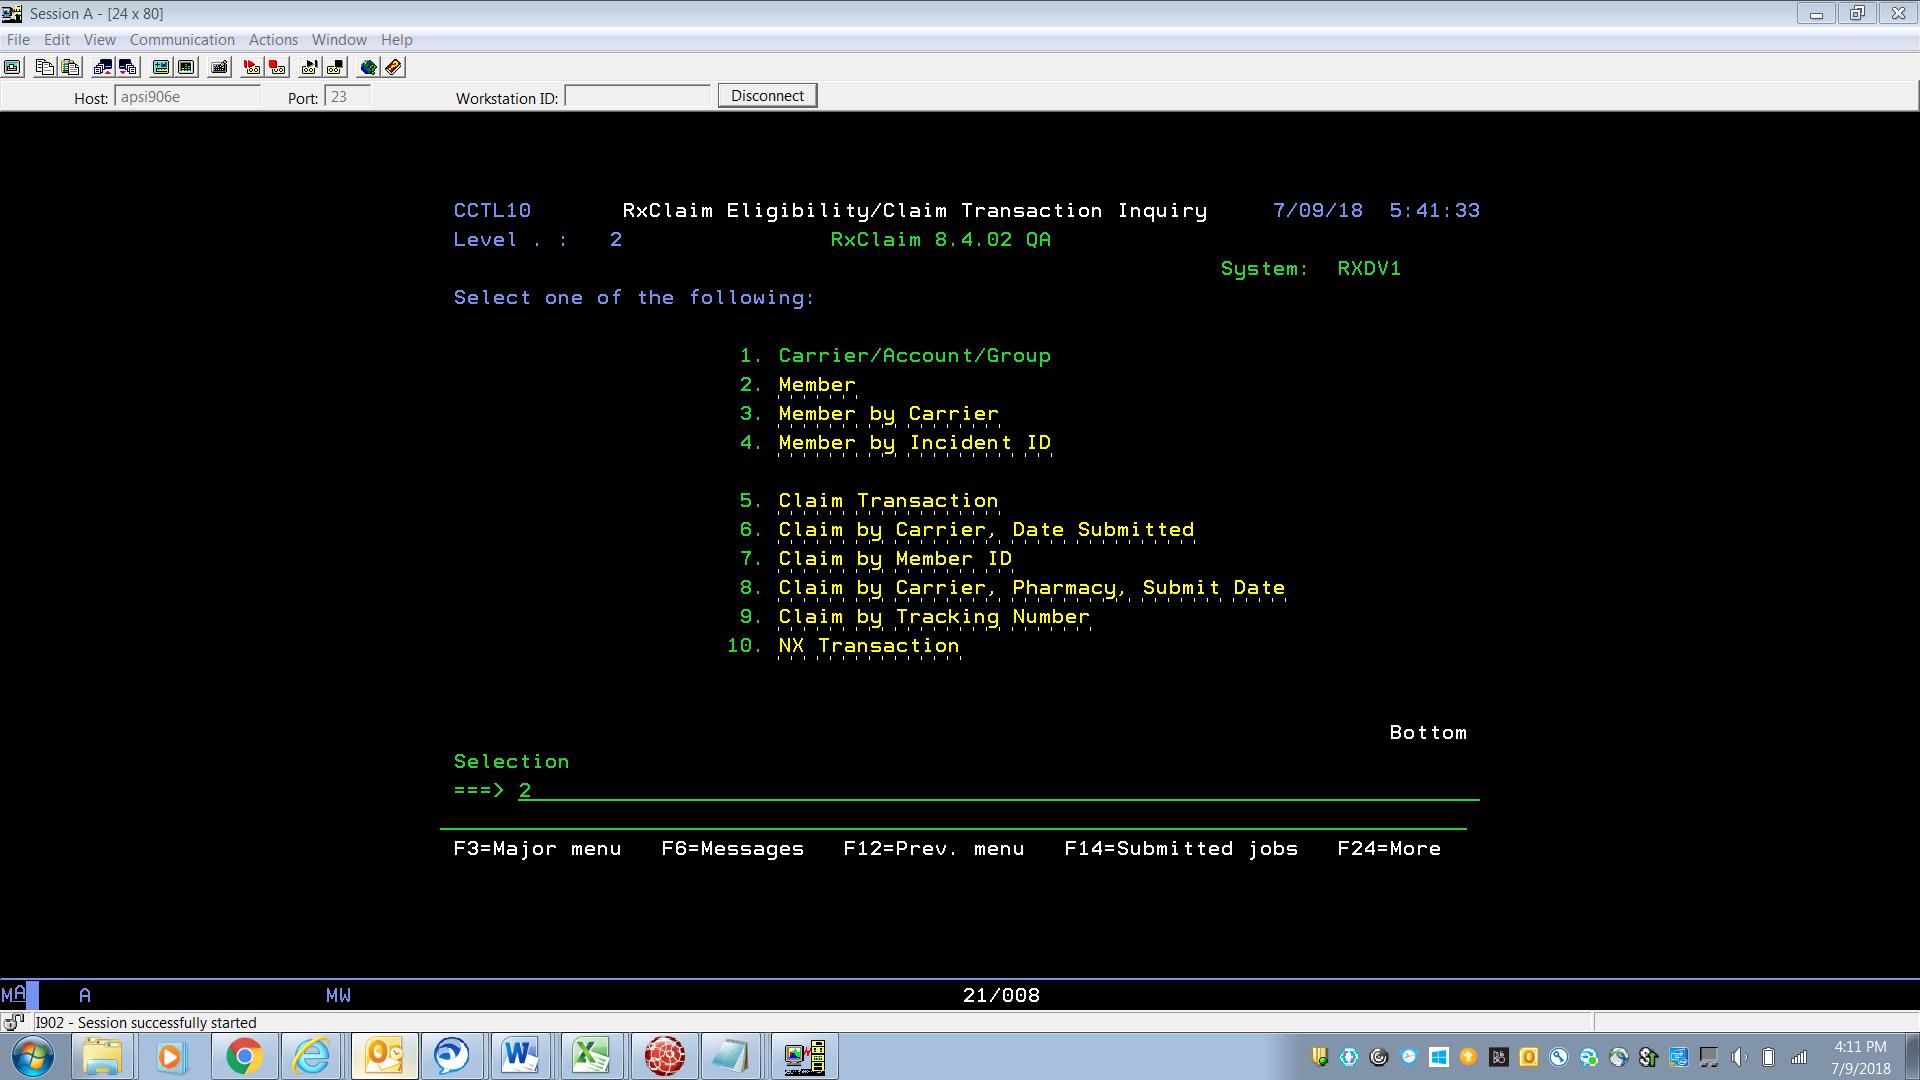 Session A - [24 x 80]
File Edit View Communication Actions Window Help
Host: apsi906e Port: 23 Workstation ID: Disconnect
CCTL10 RxClaim Eligibility/Claim Transaction Inquiry 7/09/18 5:41:33
Level . : 2 RxClaim 8.4.02 QA
System: RXDV1
Select one of the following:
1. Carrier/Account/Group
2. Member
3. Member by Carrier
4. Member by Incident ID
5. Claim Transaction
6. Claim by Carrier, Date Submitted
7. Claim by Member ID
8. Claim by Carrier, Pharmacy, Submit Date
9. Claim by Tracking Number
10. NX Transaction
Bottom
Selection
===> 2
F3=Major menu F6=Messages F12=Prev. menu F14=Submitted jobs F24=More
MA A MW 21/008
I902 - Session successfully started
4:11 PM
7/9/2018